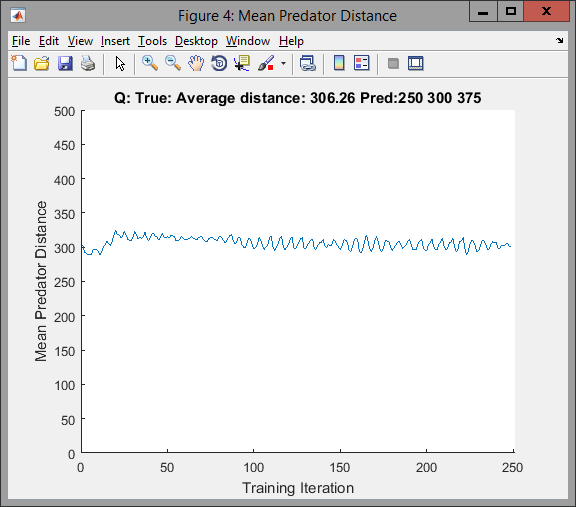 Figure 4: Mean Predator Distance
File Edit View Insert Tools Desktop Window Help
Q: True: Average distance: 306.26 Pred:250 300 375
500
450
400
350
300
250
200
150
100
50
0
Mean Predator Distance
0 50 100 150 200 250
Training Iteration